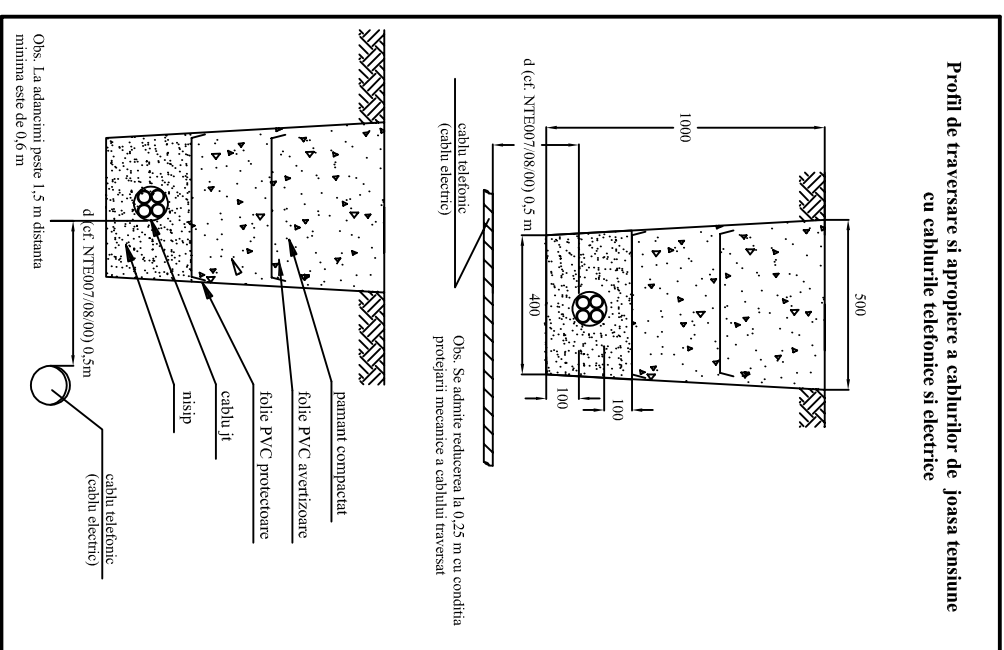 Profil de traversare si apropiere a cablurilor de joasa tensiune
cu cablurile telefonice si electrice
500
1000
400
100
100
d (cf. NTE007/08/00) 0,5 m
cablu telefonic
(cablu electric)
Obs. Se admite reducerea la 0,25 m cu conditia
protejarii mecanice a cablului traversat
pamant compactat
folie PVC avertizoare
folie PVC protectoare
cablu jt
nisip
d (cf. NTE007/08/00) 0,5m
cablu telefonic
(cablu electric)
Obs. La adancimi peste 1,5 m distanta
minima este de 0,6 m